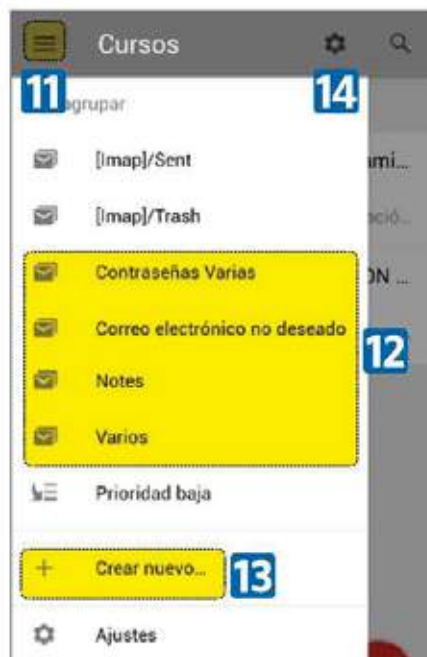 Cursos
11
14
grupar
[Imap]/Sent
[Imap]/Trash
Contraseñas Varias
Correo electrónico no deseado
12
Notes
Varios
Prioridad baja
Crear nuevo...
13
Ajustes